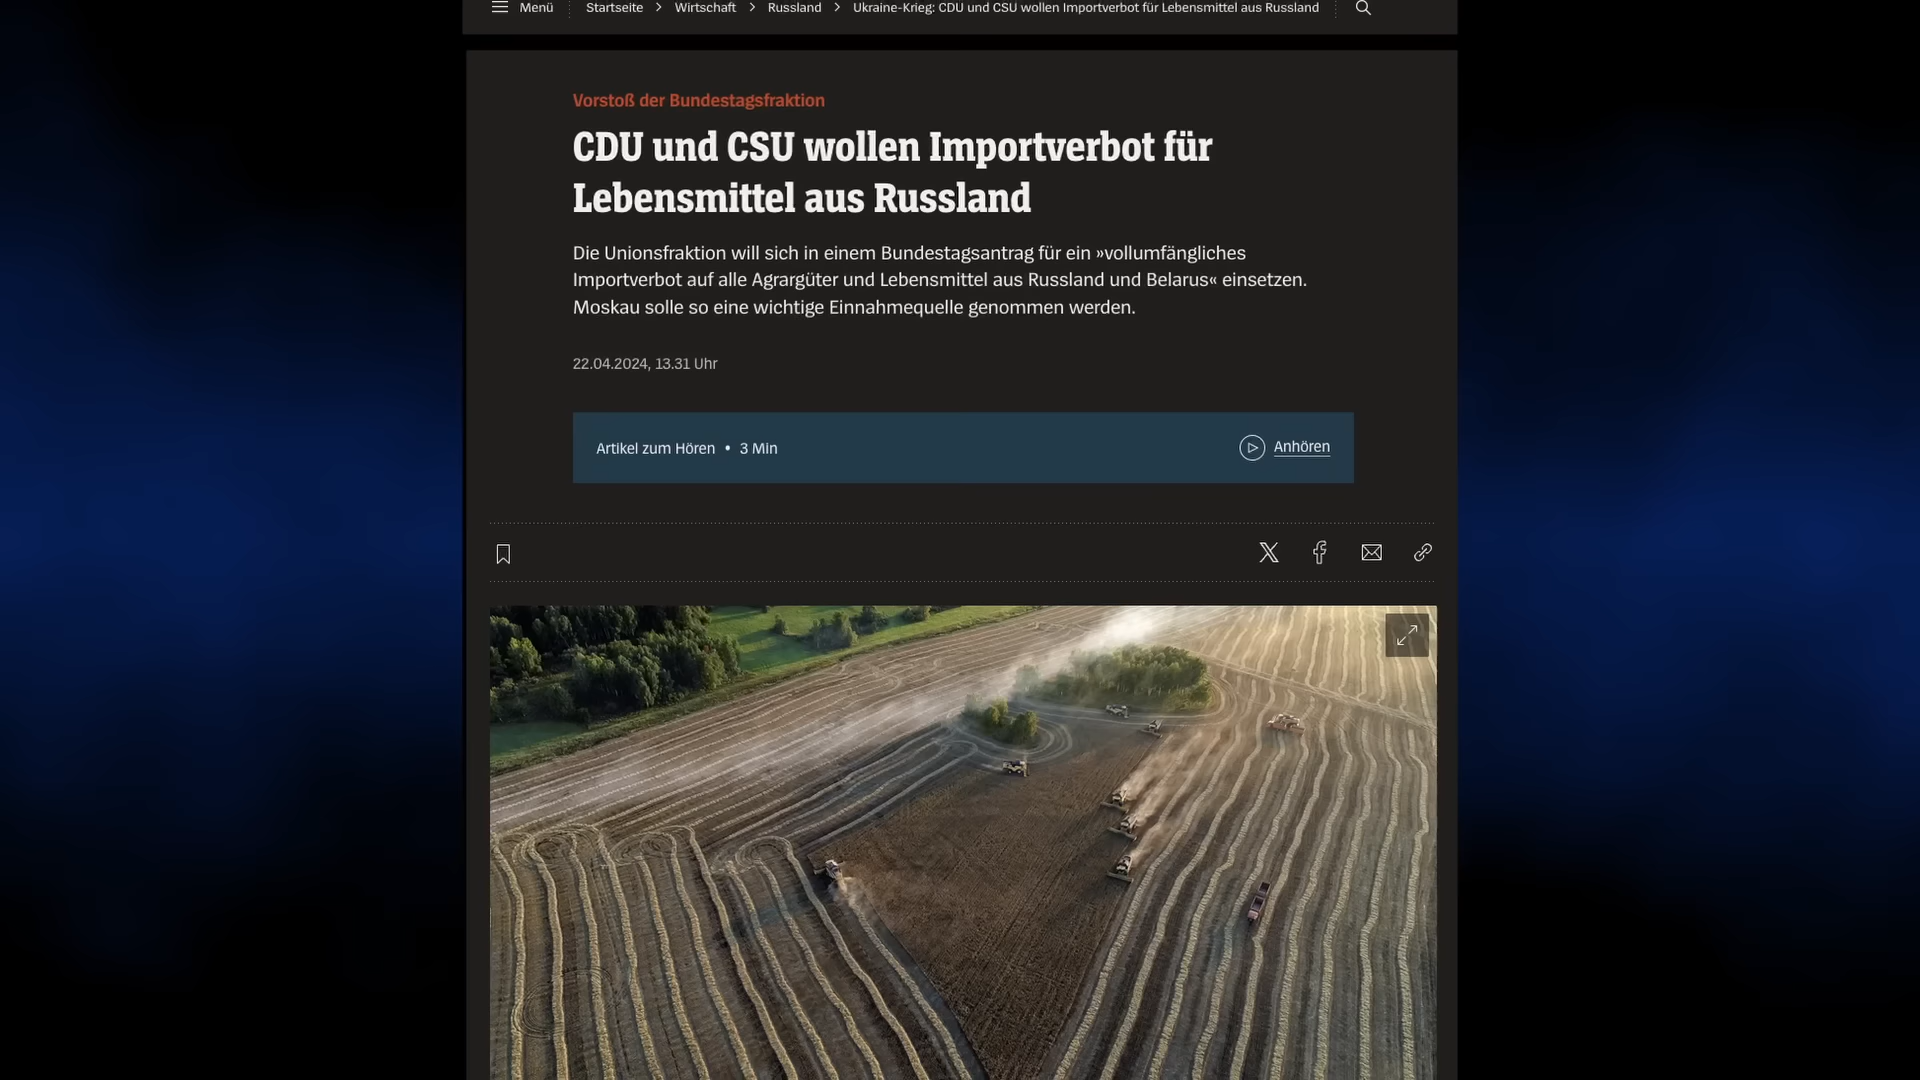 Menü Startseite Wirtschaft Russland Ukraine-Krieg: CDU und CSU wollen Importverbot für Lebensmittel aus Russland
Vorstoß der Bundestagsfraktion
CDU und CSU wollen Importverbot für
Lebensmittel aus Russland
Die Unionsfraktion will sich in einem Bundestagsantrag für ein »vollumfängliches
Importverbot auf alle Agrargüter und Lebensmittel aus Russland und Belarus« einsetzen.
Moskau solle so eine wichtige Einnahmequelle genommen werden.
22.04.2024, 13.31 Uhr
Artikel zum Hören • 3 Min Anhören